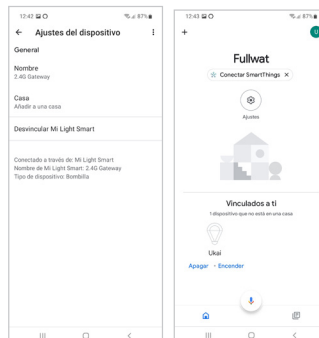 12:42
87%
Ajustes del dispositivo
General
Nombre
2.4G Gateway
Casa
Añadir a una casa
Desvincular Mi Light Smart
Conectado a través de: Mi Light Smart
Nombre de Mi Light Smart: 2.4G Gateway
Tipo de dispositivo: Bombilla
12:43
87%
U
Fullwat
Conectar SmartThings ×
Ajustes
Vinculados a ti
1 dispositivo que no está en una casa
Ukai
Apagar • Encender